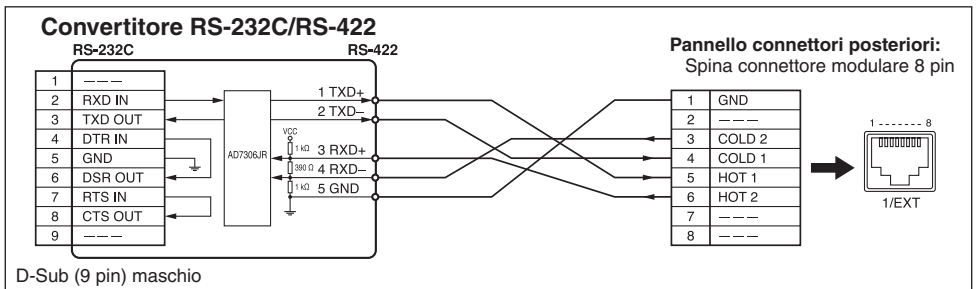 Convertitore RS-232C/RS-422
RS-232C
RS-422
1 ---
2 RXD IN
3 TXD OUT
4 DTR IN
5 GND
6 DSR OUT
7 RTS IN
8 CTS OUT
9 ---
AD7306JR
VCC
1 kΩ
390 Ω
1 kΩ
1 TXD+
2 TXD–
3 RXD+
4 RXD–
5 GND
D-Sub (9 pin) maschio
Pannello connettori posteriori:
Spina connettore modulare 8 pin
1 GND
2 ---
3 COLD 2
4 COLD 1
5 HOT 1
6 HOT 2
7 ---
8 ---
1 -------- 8
1/EXT